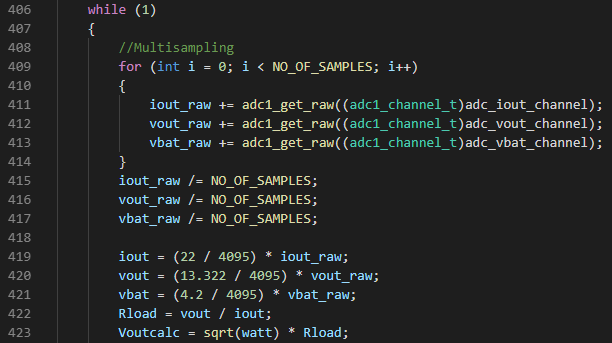 406 while (1)
407 {
408 //Multisampling
409 for (int i = 0; i < NO_OF_SAMPLES; i++)
410 {
411 iout_raw += adc1_get_raw((adc1_channel_t)adc_iout_channel);
412 vout_raw += adc1_get_raw((adc1_channel_t)adc_vout_channel);
413 vbat_raw += adc1_get_raw((adc1_channel_t)adc_vbat_channel);
414 }
415 iout_raw /= NO_OF_SAMPLES;
416 vout_raw /= NO_OF_SAMPLES;
417 vbat_raw /= NO_OF_SAMPLES;
418
419 iout = (22 / 4095) * iout_raw;
420 vout = (13.322 / 4095) * vout_raw;
421 vbat = (4.2 / 4095) * vbat_raw;
422 Rload = vout / iout;
423 Voutcalc = sqrt(watt) * Rload;